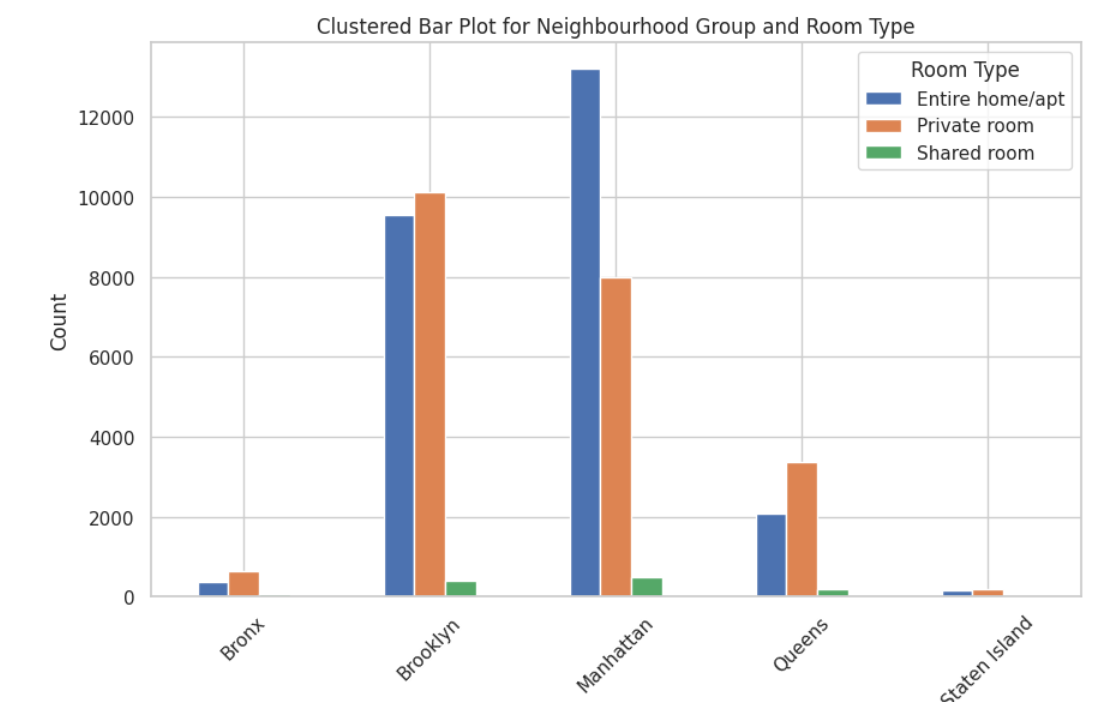 Clustered Bar Plot for Neighbourhood Group and Room Type
Room Type
Entire home/apt
Private room
Shared room
12000
10000
8000
6000
4000
2000
0
Count
Bronx
Brooklyn
Manhattan
Queens
Staten Island